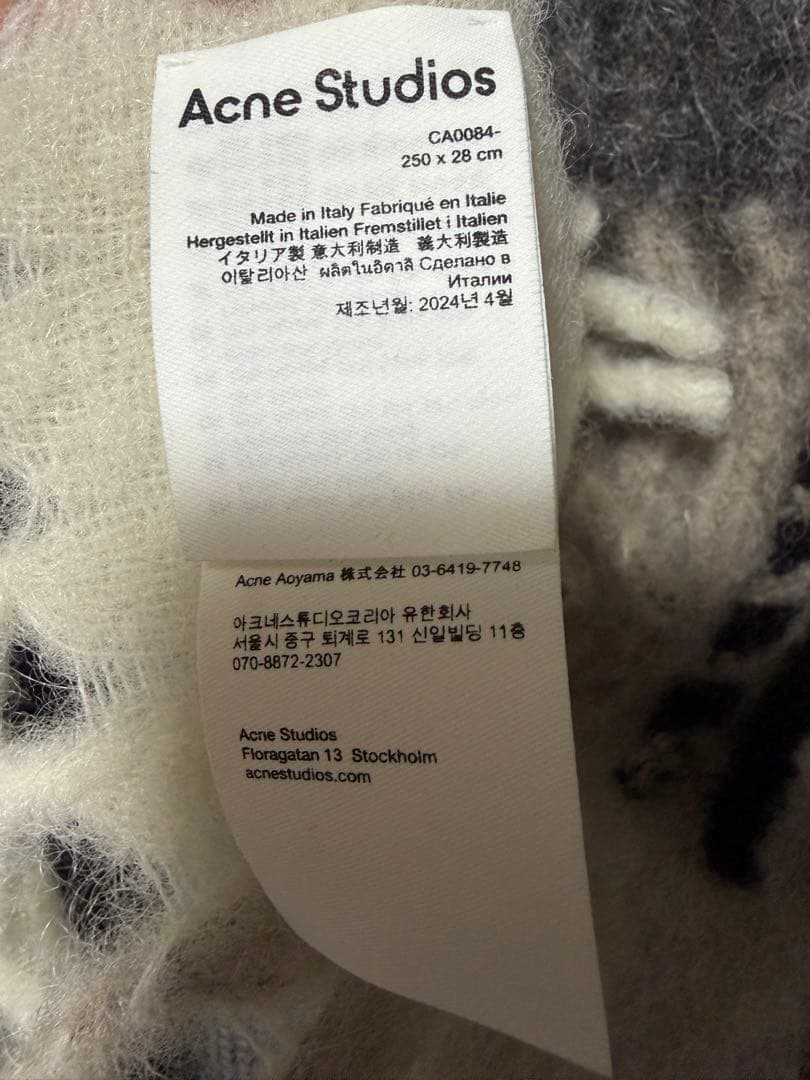 Acne Studios
CA0084-
250 x 28 cm
Made in Italy Fabriqué en Italie
Hergestellt in Italien Fremstillet i Italien
イタリア製 意大利制造 義大利製造
이탈리아산 ผลิตในอิตาลี Сделано в
Италии
제조년월: 2024년 4월
Acne Aoyama 株式会社 03-6419-7748
아크네스튜디오코리아 유한회사
서울시 중구 퇴계로 131 신일빌딩 11층
070-8872-2307
Acne Studios
Floragatan 13 Stockholm
acnestudios.com